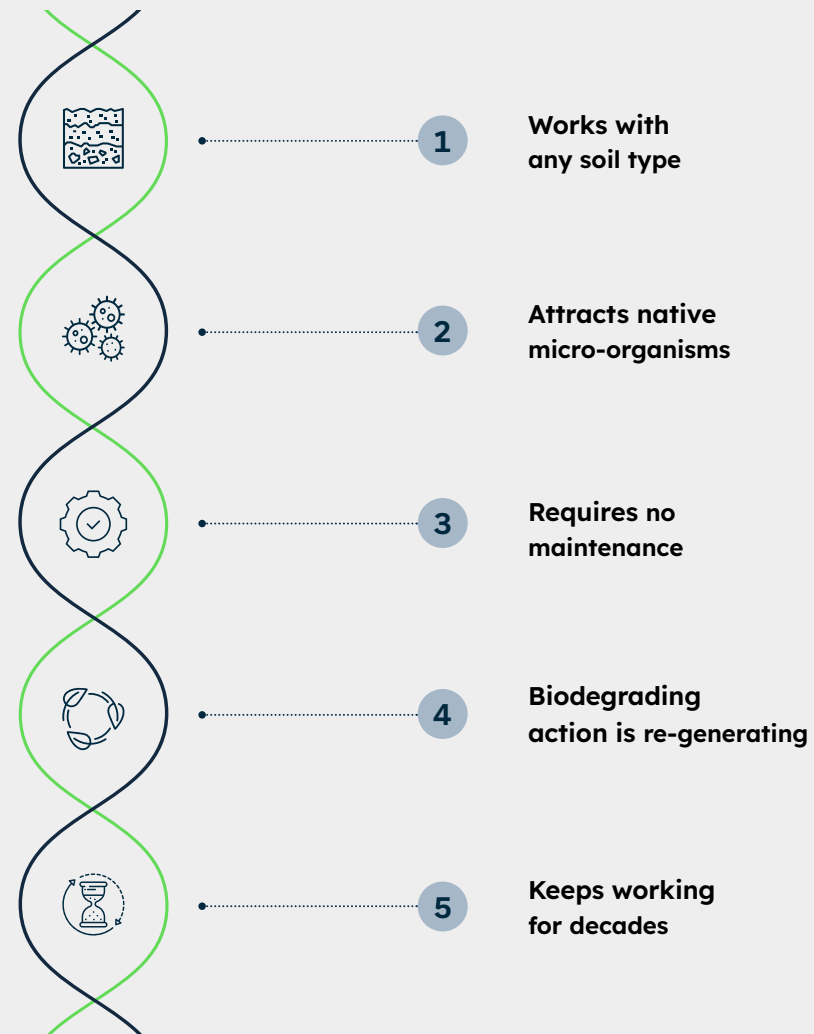 1
Works with
any soil type
2
Attracts native
micro-organisms
3
Requires no
maintenance
4
Biodegrading
action is re-generating
5
Keeps working
for decades